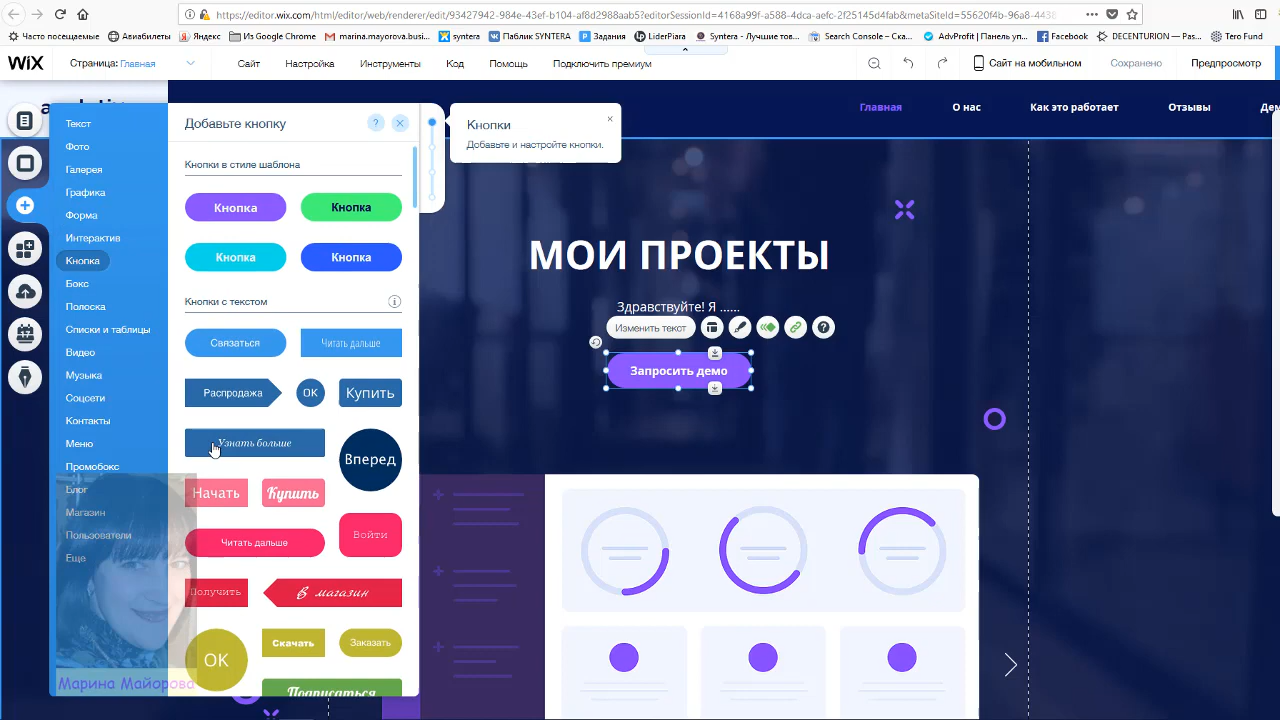 https://editor.wix.com/html/editor/web/renderer/edit/93427942-984e-43ef-b104-af8d2988aab5?editorSessionId=4168a99f-a588-4dca-aefc-2f25145d4fab&metaSiteId=55620f4b-96a8-4438
Часто посещаемые
Авиабилеты
Яндекс
Из Google Chrome
marina.mayorova.busi...
syntera
Паблик SYNTERA
Задания
LiderPiara
Syntera - Лучшие тов...
Search Console - Ска...
AdvProfit | Панель уп...
Facebook
DECENTURION — Рав...
Tero Fund
WiX
Страница: Главная
Сайт
Настройка
Инструменты
Код
Помощь
Подключить премиум
Сайт на мобильном
Сохранено
Предпросмотр
Главная
О нас
Как это работает
Отзывы
Текст
Фото
Галерея
Графика
Форма
Интерактив
Кнопка
Бокс
Полоска
Списки и таблицы
Видео
Музыка
Соцсети
Контакты
Меню
Промобокс
Блог
Магазин
Пользователи
Еще
Марина Майорова
Добавьте кнопку
?
Кнопки в стиле шаблона
Кнопка
Кнопка
Кнопка
Кнопка
Кнопки с текстом
Связаться
Читать дальше
Распродажа
OK
Купить
Узнать больше
Вперед
Начать
Купить
Читать дальше
Войти
Получить
В магазин
OK
Скачать
Заказать
Подписаться
Кнопки
Добавьте и настройте кнопки.
МОИ ПРОЕКТЫ
Здравствуйте! Я ......
Изменить текст
?
Запросить демо